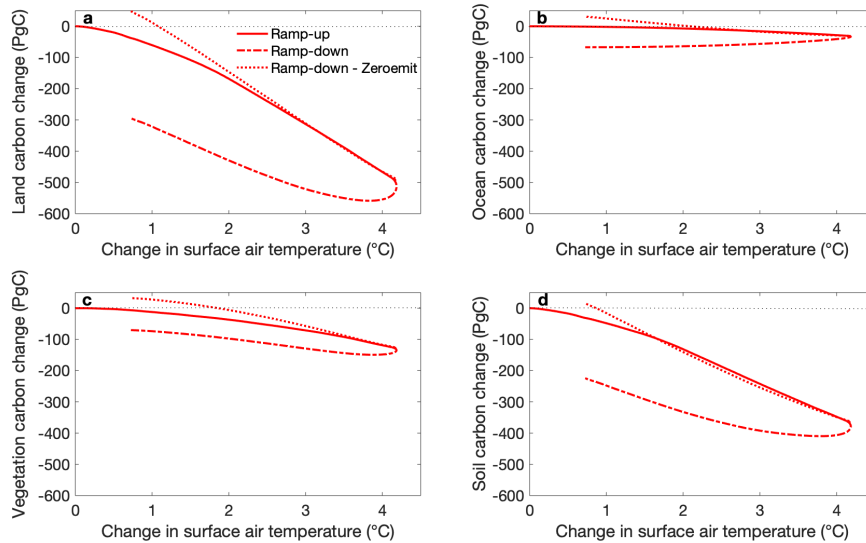 a
Ramp-up
Ramp-down
Ramp-down - Zeroemit
0
-100
-200
-300
-400
-500
-600
Land carbon change (PgC)
0 1 2 3 4
Change in surface air temperature (°C)
b
0
-100
-200
-300
-400
-500
-600
Ocean carbon change (PgC)
0 1 2 3 4
Change in surface air temperature (°C)
c
0
-100
-200
-300
-400
-500
-600
Vegetation carbon change (PgC)
0 1 2 3 4
Change in surface air temperature (°C)
d
0
-100
-200
-300
-400
-500
-600
Soil carbon change (PgC)
0 1 2 3 4
Change in surface air temperature (°C)